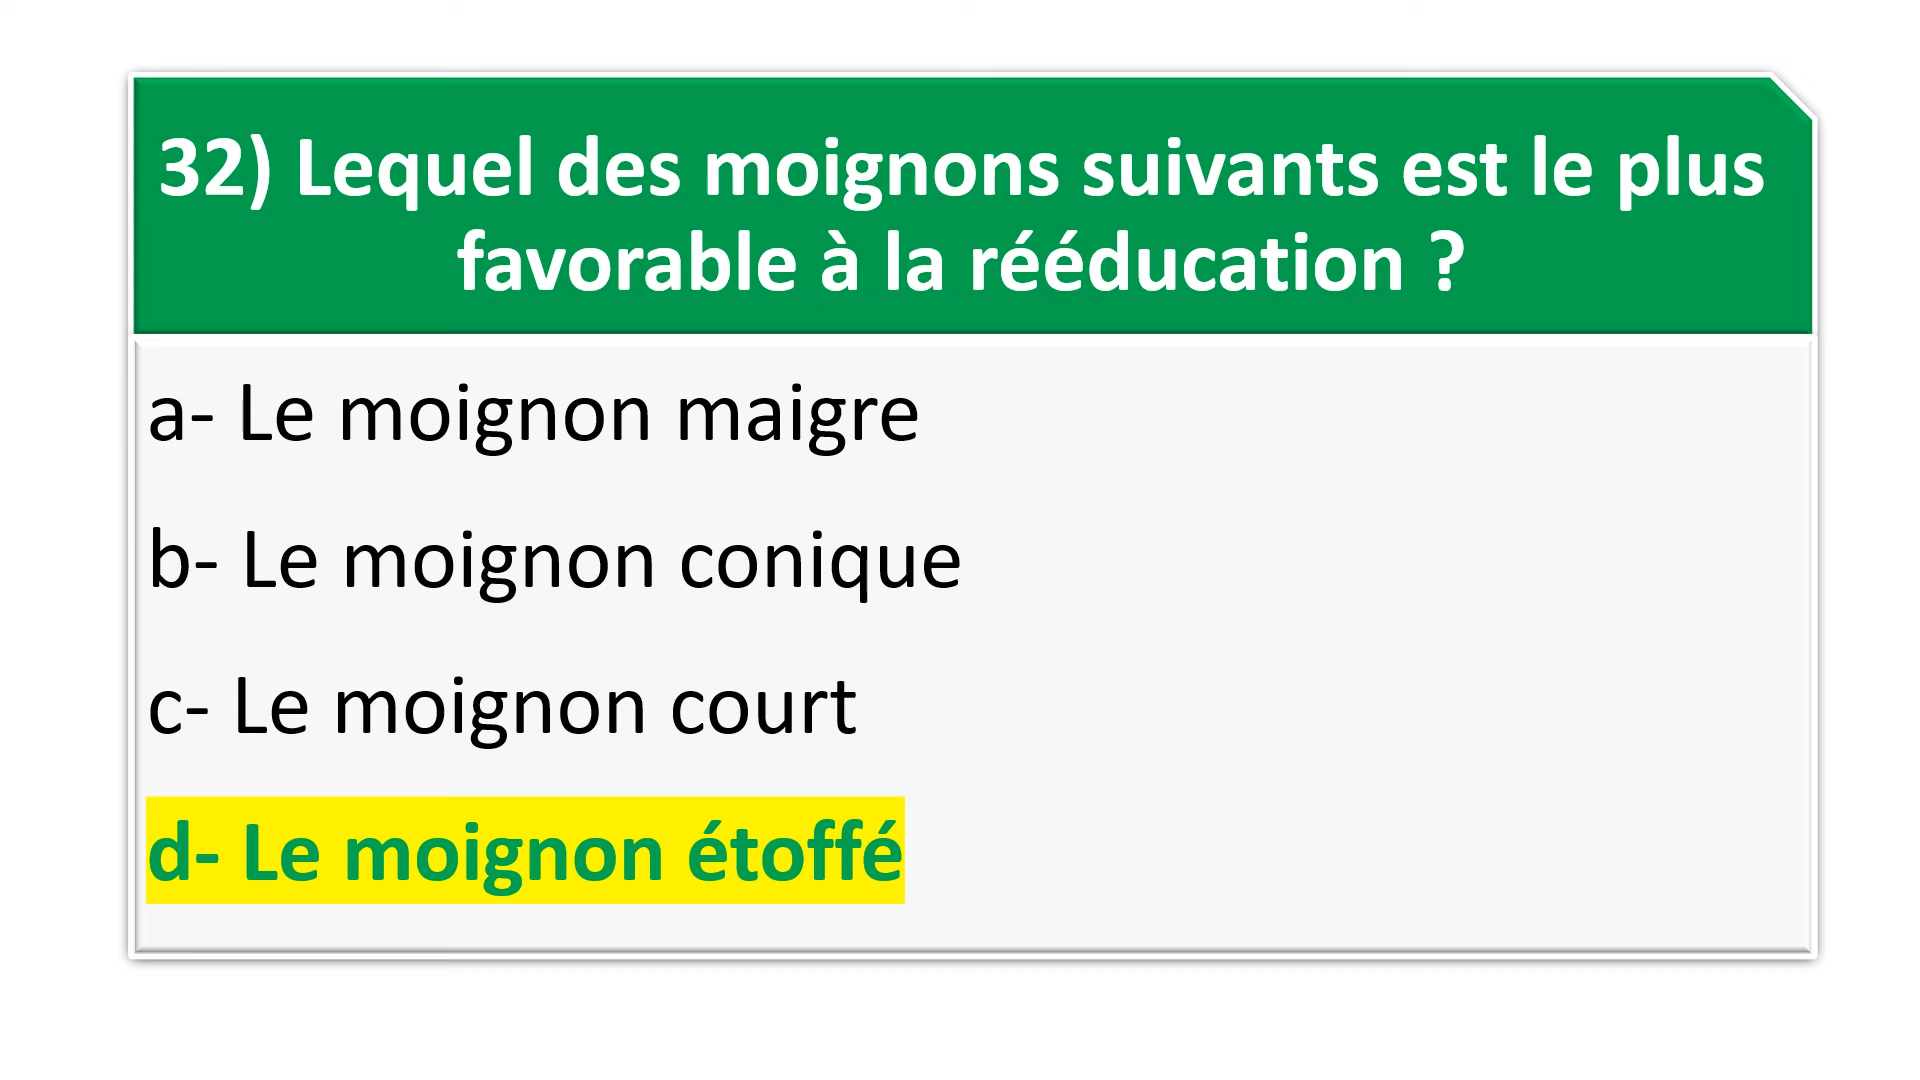 32) Lequel des moignons suivants est le plus
favorable à la rééducation ?
a- Le moignon maigre
b- Le moignon conique
c- Le moignon court
d- Le moignon étoffé